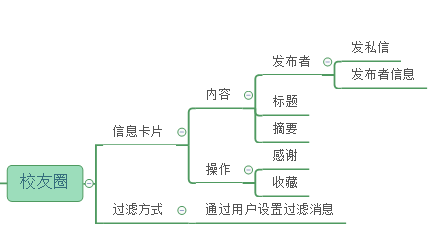 发私信
发布者
发布者信息
内容
标题
信息卡片
摘要
感谢
操作
校友圈
收藏
过滤方式
通过用户设置过滤消息